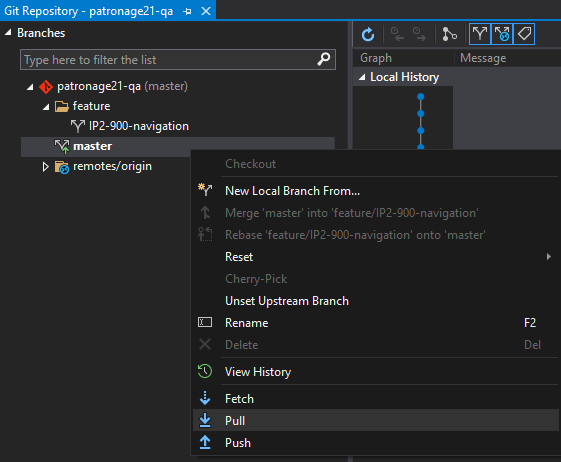 Git Repository - patronage21-qa
Branches
Type here to filter the list
patronage21-qa (master)
feature
IP2-900-navigation
master
remotes/origin
Graph Message
Local History
Checkout
New Local Branch From...
Merge 'master' into 'feature/IP2-900-navigation'
Rebase 'feature/IP2-900-navigation' onto 'master'
Reset
Cherry-Pick
Unset Upstream Branch
Rename F2
Delete Del
View History
Fetch
Pull
Push